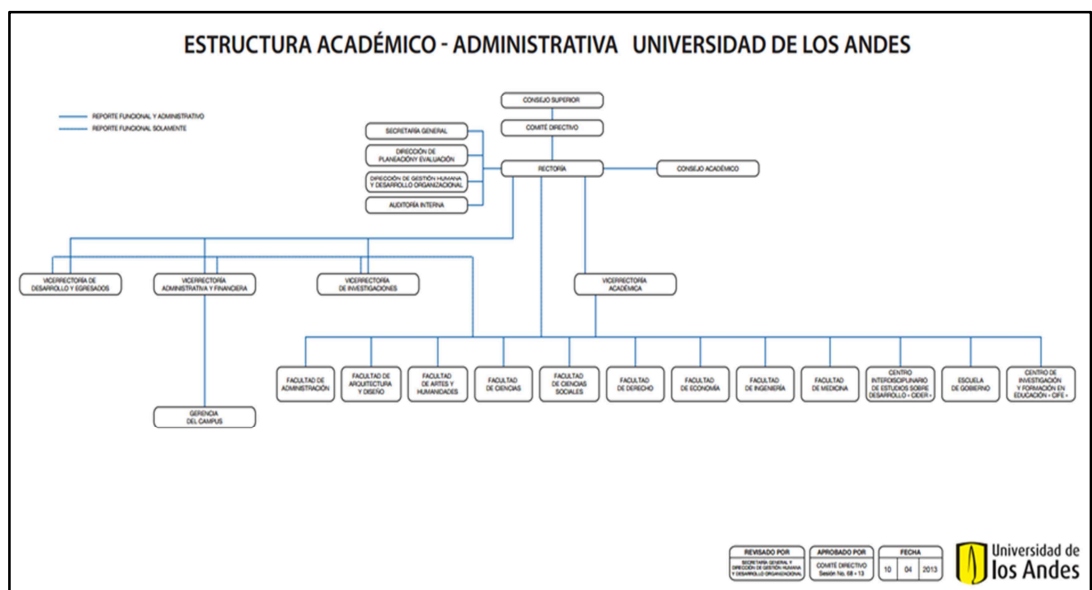 ESTRUCTURA ACADÉMICO - ADMINISTRATIVA UNIVERSIDAD DE LOS ANDES
REPORTE FUNCIONAL Y ADMINISTRATIVO
REPORTE FUNCIONAL SOLAMENTE
CONSEJO SUPERIOR
COMITÉ DIRECTIVO
SECRETARÍA GENERAL
DIRECCIÓN DE
PLANEACIÓN Y EVALUACIÓN
DIRECCIÓN DE GESTIÓN HUMANA
Y DESARROLLO ORGANIZACIONAL
AUDITORÍA INTERNA
RECTORÍA
CONSEJO ACADÉMICO
VICERRECTORÍA DE
DESARROLLO Y EGRESADOS
VICERRECTORÍA
ADMINISTRATIVA Y FINANCIERA
VICERRECTORÍA
DE INVESTIGACIONES
VICERRECTORÍA
ACADÉMICA
FACULTAD DE
ADMINISTRACIÓN
FACULTAD DE
ARQUITECTURA
Y DISEÑO
FACULTAD
DE ARTES Y
HUMANIDADES
FACULTAD
DE CIENCIAS
FACULTAD
DE CIENCIAS
SOCIALES
FACULTAD
DE DERECHO
FACULTAD
DE ECONOMÍA
FACULTAD
DE INGENIERÍA
FACULTAD
DE MEDICINA
CENTRO
INTERDISCIPLINARIO
DE ESTUDIOS SOBRE
DESARROLLO - CIDER -
ESCUELA
DE GOBIERNO
CENTRO DE
INVESTIGACIÓN
Y FORMACIÓN EN
EDUCACIÓN - CIFE -
GERENCIA
DEL CAMPUS
REVISADO POR
SECRETARÍA GENERAL Y
DIRECCIÓN DE GESTIÓN HUMANA
Y DESARROLLO ORGANIZACIONAL
APROBADO POR
COMITÉ DIRECTIVO
Sesión No. 68 - 13
FECHA
10 04 2013
Universidad de
los Andes